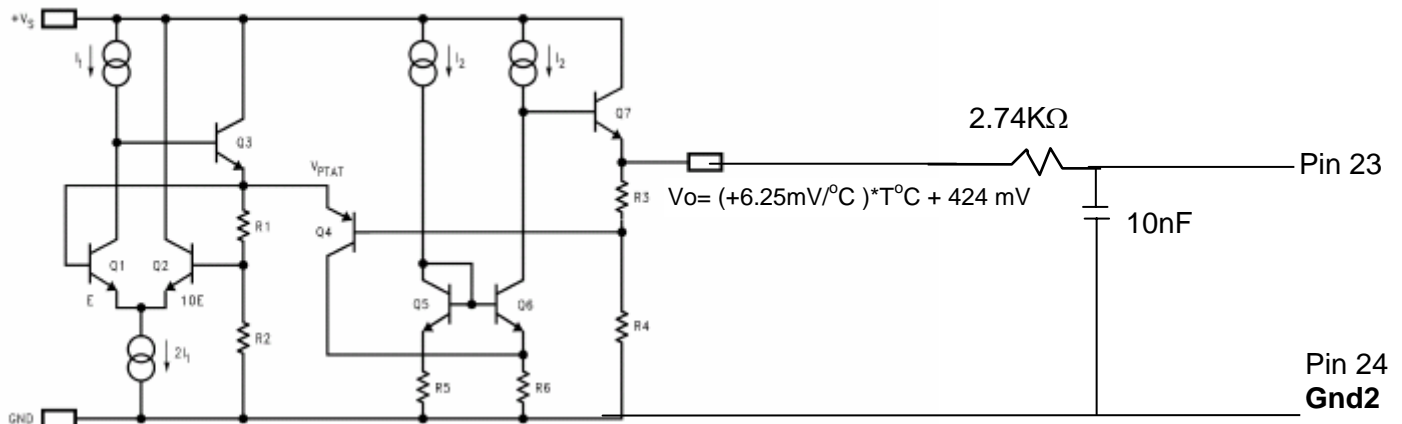 +VS
I1
I2
I2
Q7
2.74KΩ
Q3
VPTAT
Pin 23
R3
Vo= (+6.25mV/°C )*T°C + 424 mV
R1
Q4
10nF
Q1
Q2
E
10E
Q5
Q6
R4
2I1
R2
R5
R6
Pin 24
Gnd2
GND